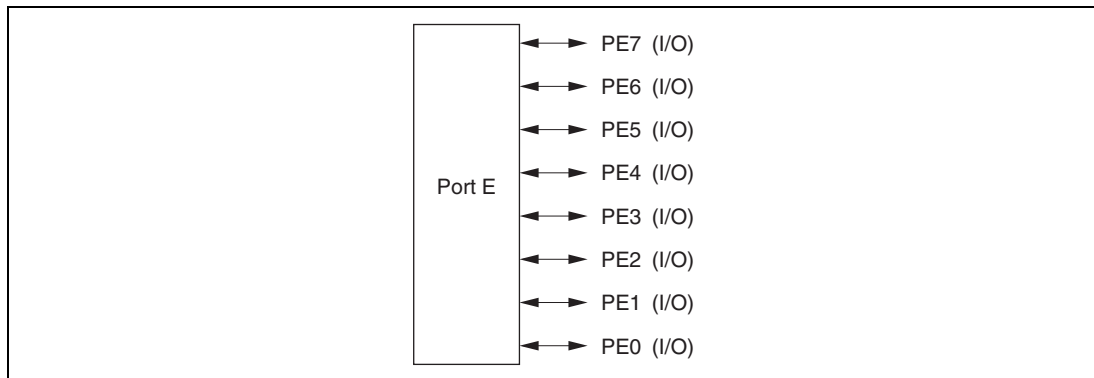 PE7 (I/O)
PE6 (I/O)
PE5 (I/O)
PE4 (I/O)
Port E
PE3 (I/O)
PE2 (I/O)
PE1 (I/O)
PE0 (I/O)